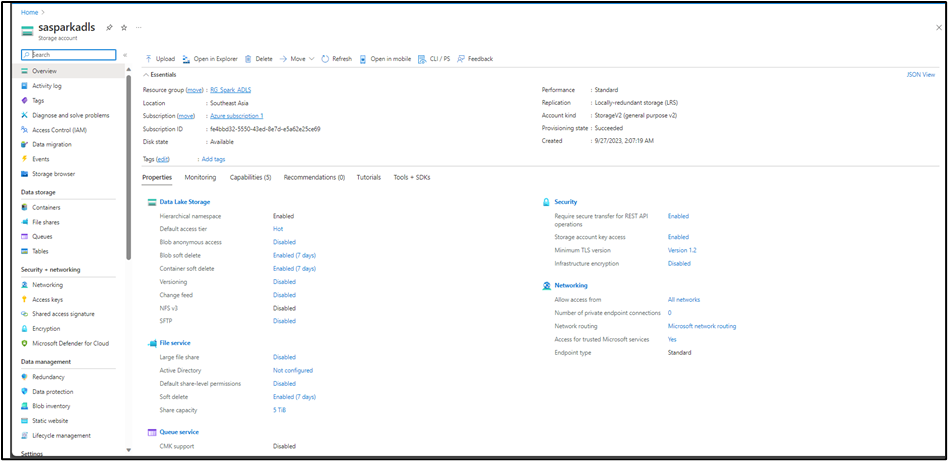 Home >
sasparkadls
Storage account
Search
Overview
Activity log
Tags
Diagnose and solve problems
Access Control (IAM)
Data migration
Events
Storage browser
Data storage
Containers
File shares
Queues
Tables
Security + networking
Networking
Access keys
Shared access signature
Encryption
Microsoft Defender for Cloud
Data management
Redundancy
Data protection
Blob inventory
Static website
Lifecycle management
Settings
Upload Open in Explorer Delete Move Refresh Open in mobile CLI / PS Feedback
Essentials JSON View
Resource group (move) : RG_Spark_ADLS
Location : Southeast Asia
Subscription (move) : Azure subscription 1
Subscription ID : fe4bbd32-5550-43ed-8e7d-e5a62e25ce69
Disk state : Available
Performance : Standard
Replication : Locally-redundant storage (LRS)
Account kind : StorageV2 (general purpose v2)
Provisioning state : Succeeded
Created : 9/27/2023, 2:07:19 AM
Tags (edit) : Add tags
Properties Monitoring Capabilities (5) Recommendations (0) Tutorials Tools + SDKs
Data Lake Storage
Hierarchical namespace Enabled
Default access tier Hot
Blob anonymous access Disabled
Blob soft delete Enabled (7 days)
Container soft delete Enabled (7 days)
Versioning Disabled
Change feed Disabled
NFS v3 Disabled
SFTP Disabled
File service
Large file share Disabled
Active Directory Not configured
Default share-level permissions Disabled
Soft delete Enabled (7 days)
Share capacity 5 TiB
Queue service
CMK support Disabled
Security
Require secure transfer for REST API Enabled
operations
Storage account key access Enabled
Minimum TLS version Version 1.2
Infrastructure encryption Disabled
Networking
Allow access from All networks
Number of private endpoint connections 0
Network routing Microsoft network routing
Access for trusted Microsoft services Yes
Endpoint type Standard